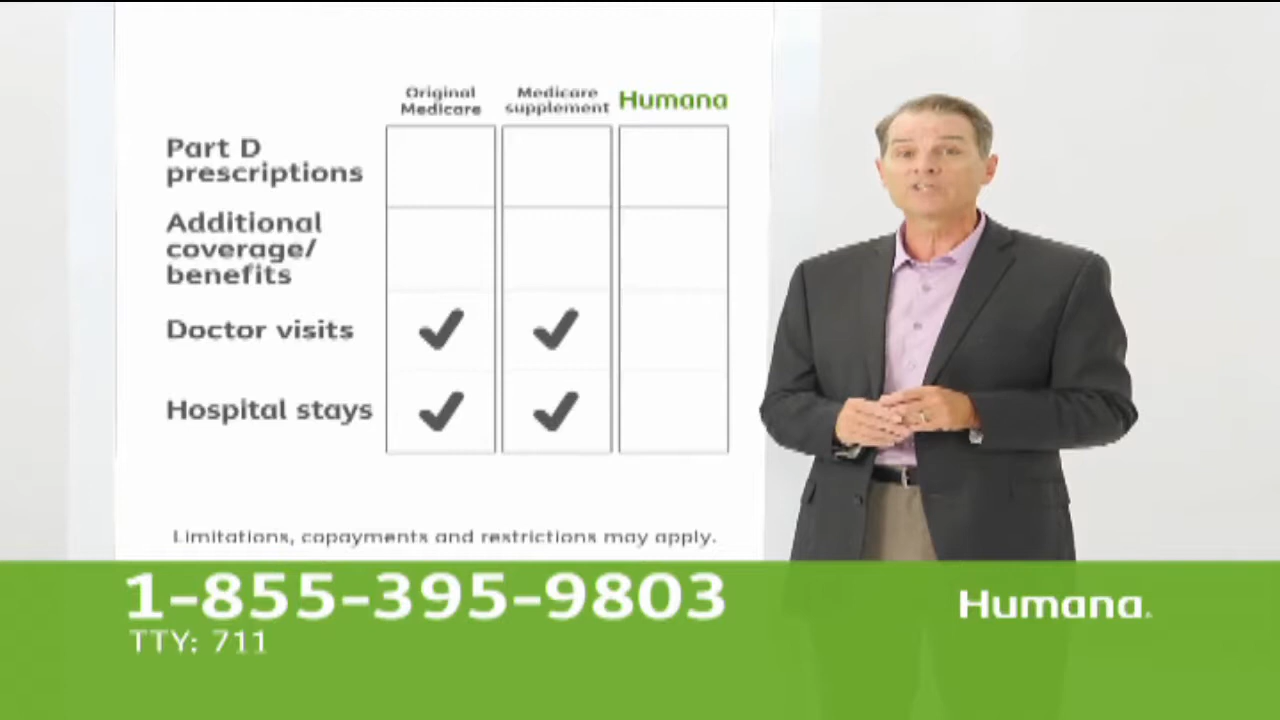 Original
Medicare
Medicare
supplement
Humana
Part D
prescriptions
Additional
coverage/
benefits
Doctor visits
Hospital stays
Limitations, copayments and restrictions may apply.
1-855-395-9803
TTY: 711
Humana.